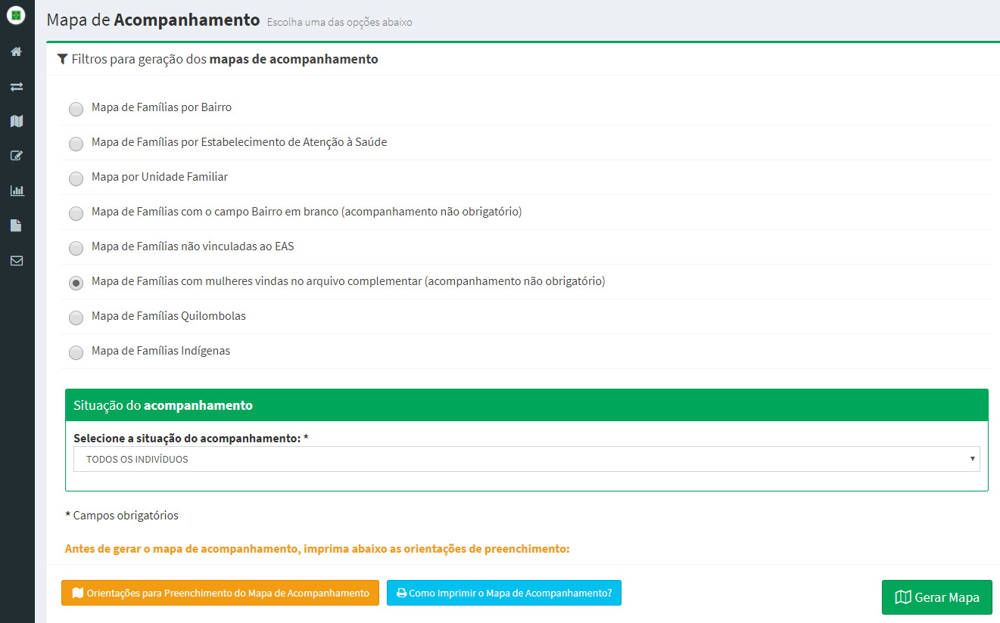 Mapa de Acompanhamento Escolha uma das opções abaixo
Filtros para geração dos mapas de acompanhamento
Mapa de Famílias por Bairro
Mapa de Famílias por Estabelecimento de Atenção à Saúde
Mapa por Unidade Familiar
Mapa de Famílias com o campo Bairro em branco (acompanhamento não obrigatório)
Mapa de Famílias não vinculadas ao EAS
Mapa de Famílias com mulheres vindas no arquivo complementar (acompanhamento não obrigatório)
Mapa de Famílias Quilombolas
Mapa de Famílias Indígenas
Situação do acompanhamento
Selecione a situação do acompanhamento: *
TODOS OS INDIVÍDUOS
* Campos obrigatórios
Antes de gerar o mapa de acompanhamento, imprima abaixo as orientações de preenchimento:
Orientações para Preenchimento do Mapa de Acompanhamento
Como Imprimir o Mapa de Acompanhamento?
Gerar Mapa